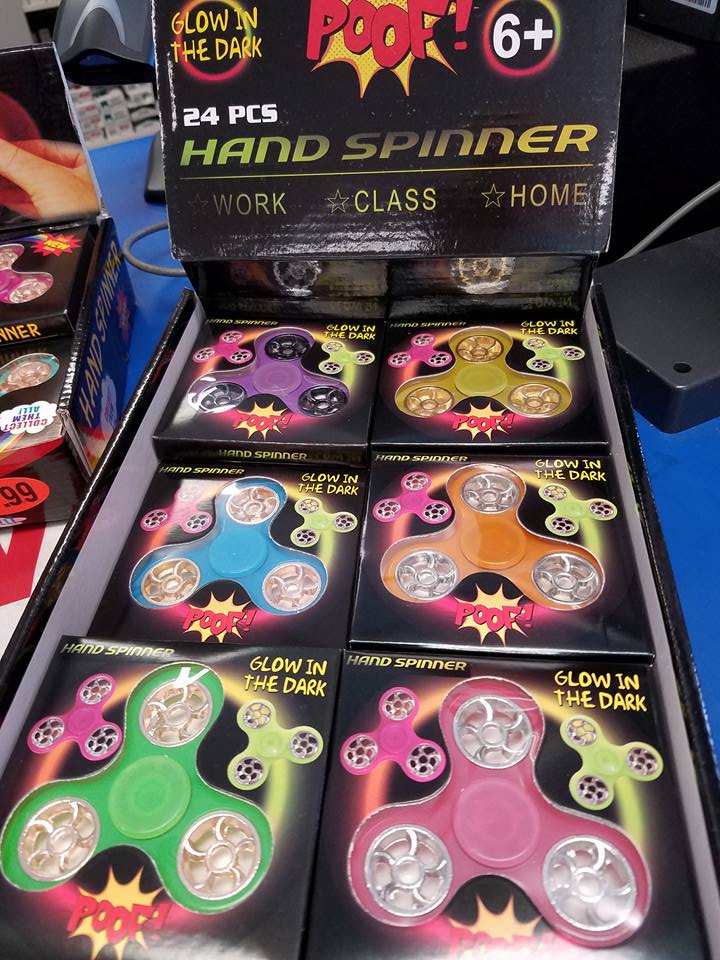 GLOW IN
THE DARK
POOF!
6+
24 PCS
HAND SPINNER
☆WORK ☆CLASS ☆HOME
HAND SPINNER
GLOW IN
THE DARK
POOF!
HAND SPINNER
GLOW IN
THE DARK
POOF!
HAND SPINNER
HAND SPINNER
GLOW IN
THE DARK
POOF!
HAND SPINNER
GLOW IN
THE DARK
POOF!
HAND SPINNER
GLOW IN
THE DARK
POOF!
HAND SPINNER
GLOW IN
THE DARK
POOF!
NNER
HAND SPINNER
COLLECT
THEM
ALL!
.99